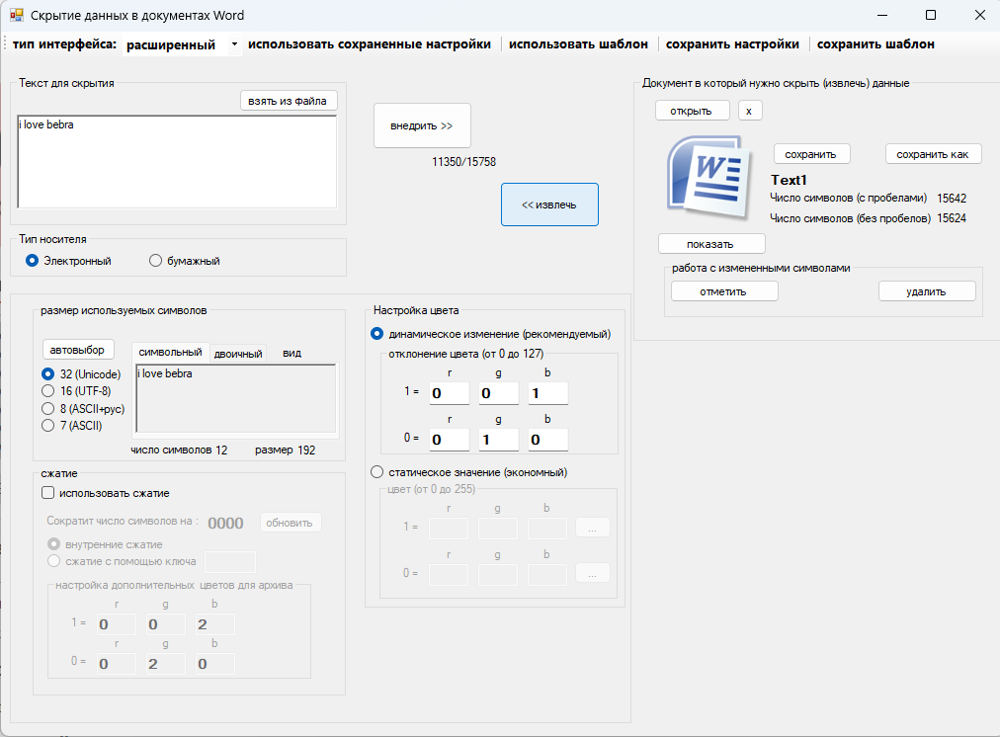 Скрытие данных в документах Word
тип интерфейса: расширенный использовать сохраненные настройки использовать шаблон сохранить настройки сохранить шаблон
Текст для скрытия
взять из файла
i love bebra
внедрить >>
11350/15758
<< извлечь
Документ в который нужно скрыть (извлечь) данные
открыть x
W
сохранить сохранить как
Text1
Число символов (с пробелами) 15642
Число символов (без пробелов) 15624
показать
работа с измененными символами
отметить удалить
Тип носителя
Электронный бумажный
размер используемых символов
автовыбор
32 (Unicode)
16 (UTF-8)
8 (ASCII+рус)
7 (ASCII)
символьный двоичный вид
i love bebra
число символов 12 размер 192
сжатие
использовать сжатие
Сократит число символов на : 0000 обновить
внутренние сжатие
сжатие с помощью ключа
настройка дополнительных цветов для архива
r g b
1 = 0 0 2
r g b
0 = 0 2 0
Настройка цвета
динамическое изменение (рекомендуемый)
отклонение цвета (от 0 до 127)
r g b
1 = 0 0 1
r g b
0 = 0 1 0
статическое значение (экономный)
цвет (от 0 до 255)
r g b
1 = ...
r g b
0 = ...